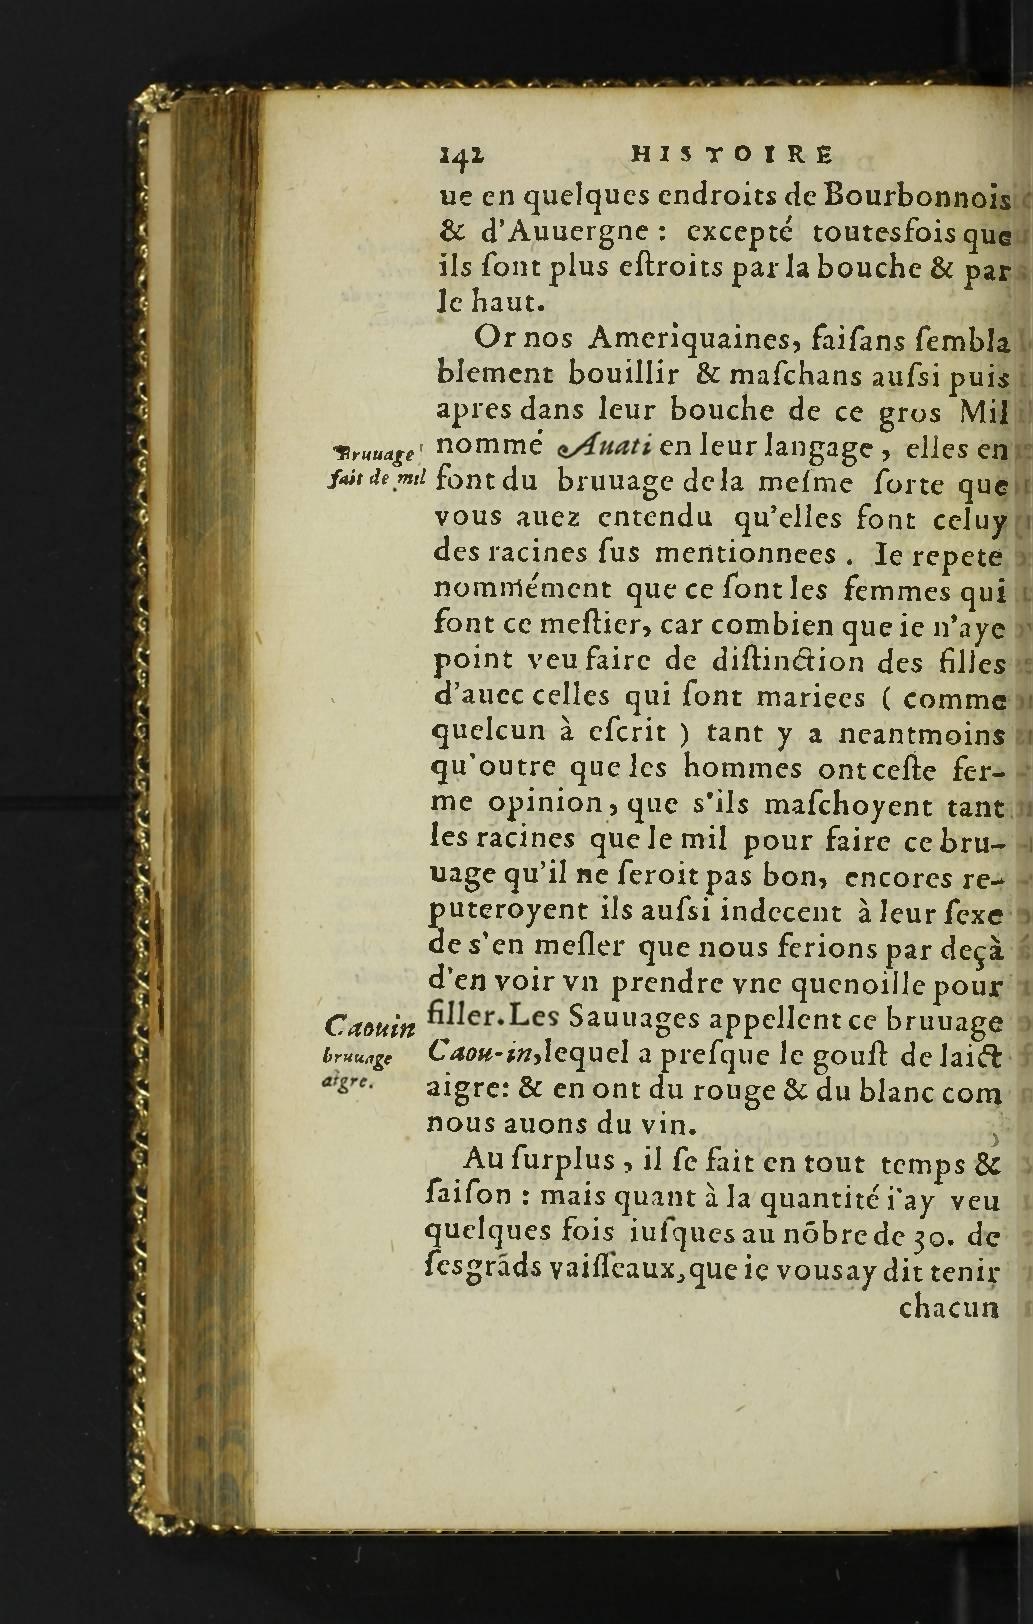 142 HISTOIRE
ue en quelques endroits de Bourbonnois
& d'Auuergne : excepté toutesfois que
ils ſont plus eſtroits par la bouche & par
le haut.
Or nos Ameriquaines, faiſans ſembla
blement bouillir & maſchans auſsi puis
apres dans leur bouche de ce gros Mil
nommé Auati en leur langage, elles en
Bruuage
fait de mil
font du bruuage de la meſme ſorte que
vous auez entendu qu'elles font celuy
des racines ſus mentionnees. Ie repete
nommément que ce ſont les femmes qui
font ce meſtier, car combien que ie n'aye
point veu faire de diſtinction des filles
d'auec celles qui ſont mariees ( comme
quelcun à eſcrit ) tant y a neantmoins
qu'outre que les hommes ont ceſte fer-
me opinion, que s'ils maſchoyent tant
les racines que le mil pour faire ce bru-
uage qu'il ne ſeroit pas bon, encores re-
puteroyent ils auſsi indecent à leur ſexe
de s'en meſler que nous ferions par deçà
d'en voir vn prendre vne quenoille pour
filler. Les Sauuages appellent ce bruuage
Caouin
bruuage
aigre.
Caou-in, lequel a preſque le gouſt de laict
aigre: & en ont du rouge & du blanc com
nous auons du vin.
Au ſurplus, il ſe fait en tout temps &
ſaiſon : mais quant à la quantité i'ay veu
quelques fois iuſques au nõbre de 30. de
ſes grãds vaiſſeaux, que ie vous ay dit tenir
chacun